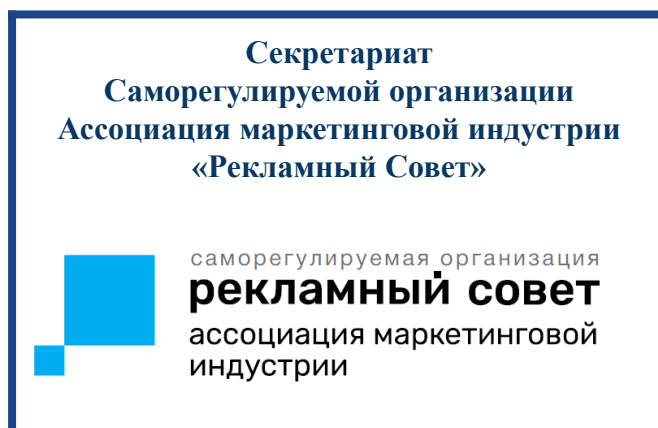 Секретариат
Саморегулируемой организации
Ассоциация маркетинговой индустрии
«Рекламный Совет»
саморегулируемая организация
рекламный совет
ассоциация маркетинговой
индустрии